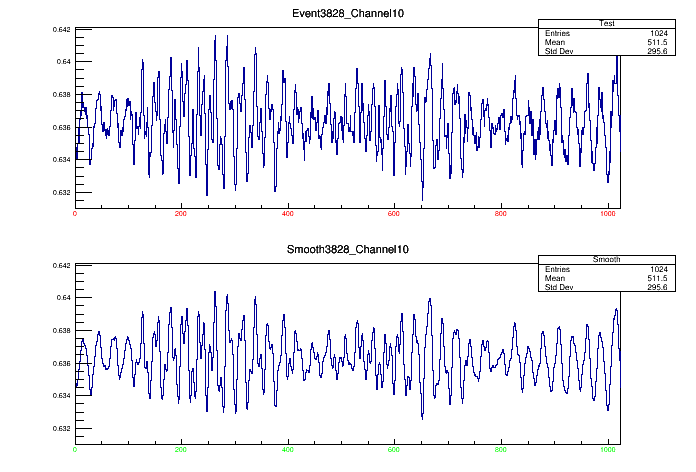 Event3828_Channel10
Test
Entries 1024
Mean 511.5
Std Dev 295.6
0.642
0.64
0.638
0.636
0.634
0.632
0 200 400 600 800 1000
Smooth3828_Channel10
Smooth
Entries 1024
Mean 511.5
Std Dev 295.6
0.642
0.64
0.638
0.636
0.634
0.632
0 200 400 600 800 1000